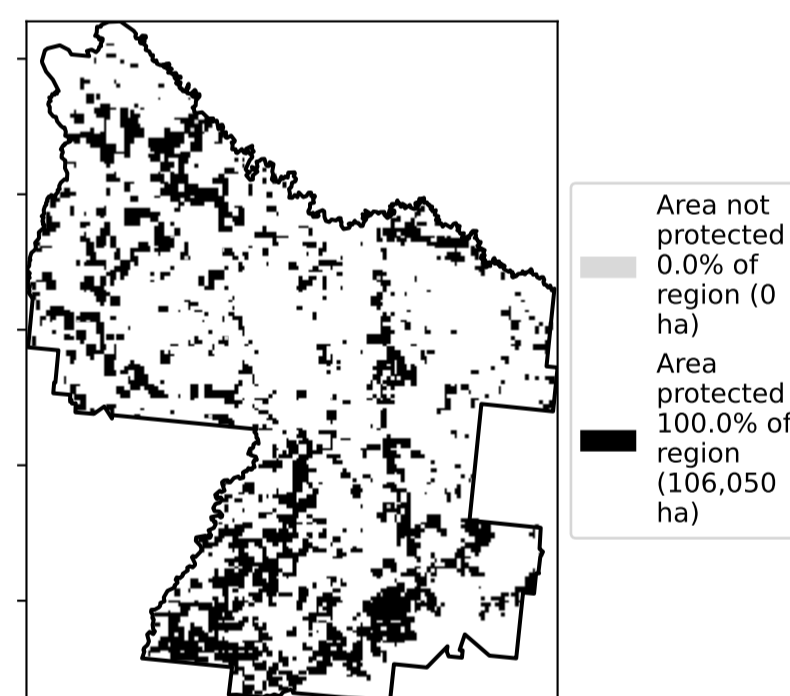 Area not
protected
0.0% of
region (0
ha)
Area
protected
100.0% of
region
(106,050
ha)